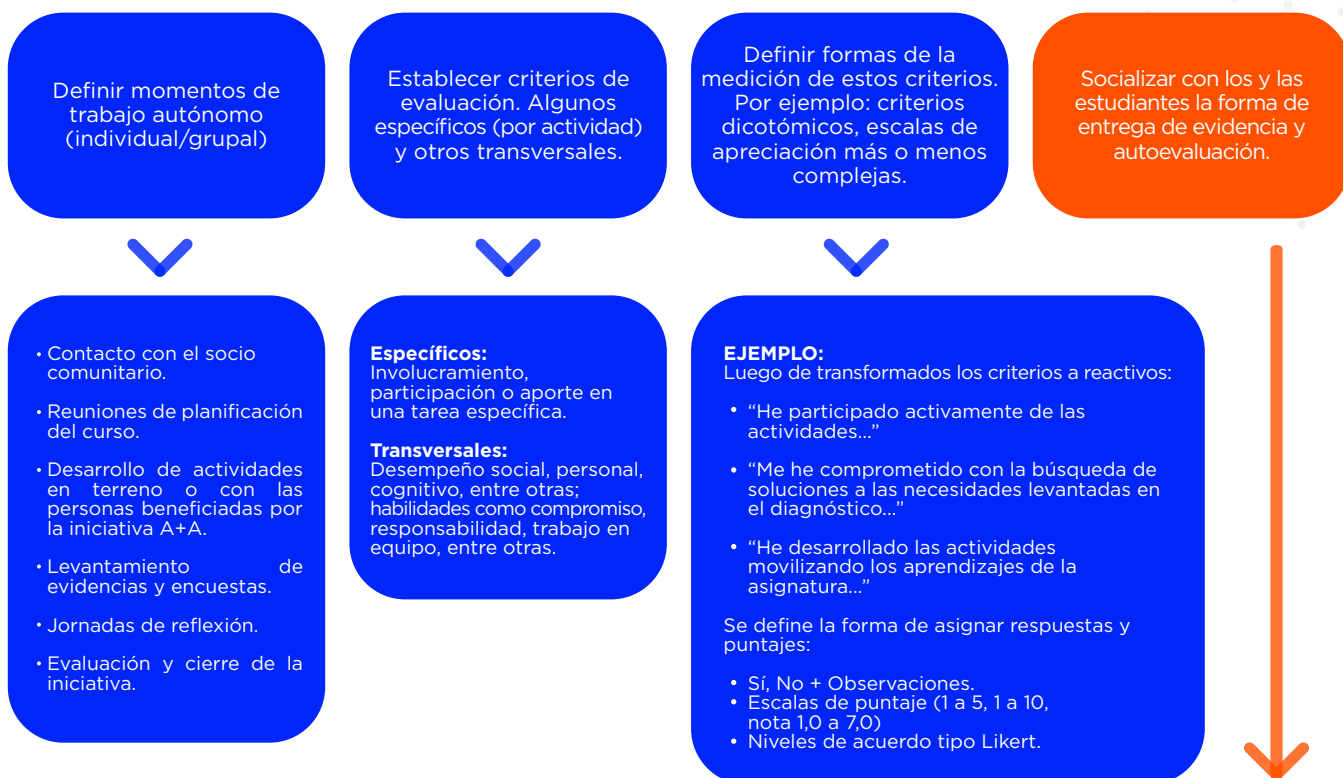 Definir momentos de
trabajo autónomo
(individual/grupal)
Establecer criterios de
evaluación. Algunos
específicos (por actividad)
y otros transversales.
Definir formas de la
medición de estos criterios.
Por ejemplo: criterios
dicotómicos, escalas de
apreciación más o menos
complejas.
Socializar con los y las
estudiantes la forma de
entrega de evidencia y
autoevaluación.
• Contacto con el socio
comunitario.
• Reuniones de planificación
del curso.
• Desarrollo de actividades
en terreno o con las
personas beneficiadas por
la iniciativa A+A.
• Levantamiento de
evidencias y encuestas.
• Jornadas de reflexión.
• Evaluación y cierre de la
iniciativa.
Específicos:
Involucramiento,
participación o aporte en
una tarea específica.
Transversales:
Desempeño social, personal,
cognitivo, entre otras;
habilidades como compromiso,
responsabilidad, trabajo en
equipo, entre otras.
EJEMPLO:
Luego de transformados los criterios a reactivos:
• “He participado activamente de las
actividades...”
• “Me he comprometido con la búsqueda de
soluciones a las necesidades levantadas en
el diagnóstico...”
• “He desarrollado las actividades
movilizando los aprendizajes de la
asignatura...”
Se define la forma de asignar respuestas y
puntajes:
• Sí, No + Observaciones.
• Escalas de puntaje (1 a 5, 1 a 10,
nota 1,0 a 7,0)
• Niveles de acuerdo tipo Likert.